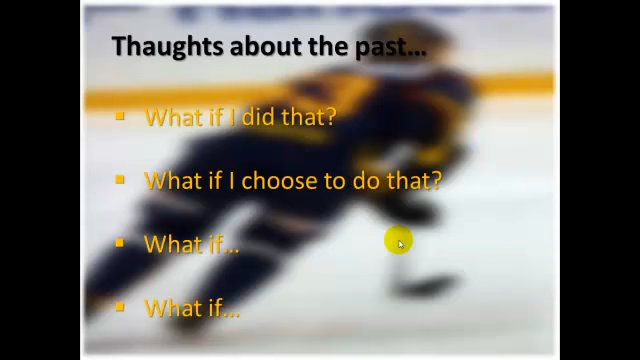 Thaughts about the past...
What if I did that?
What if I choose to do that?
What if...
What if...